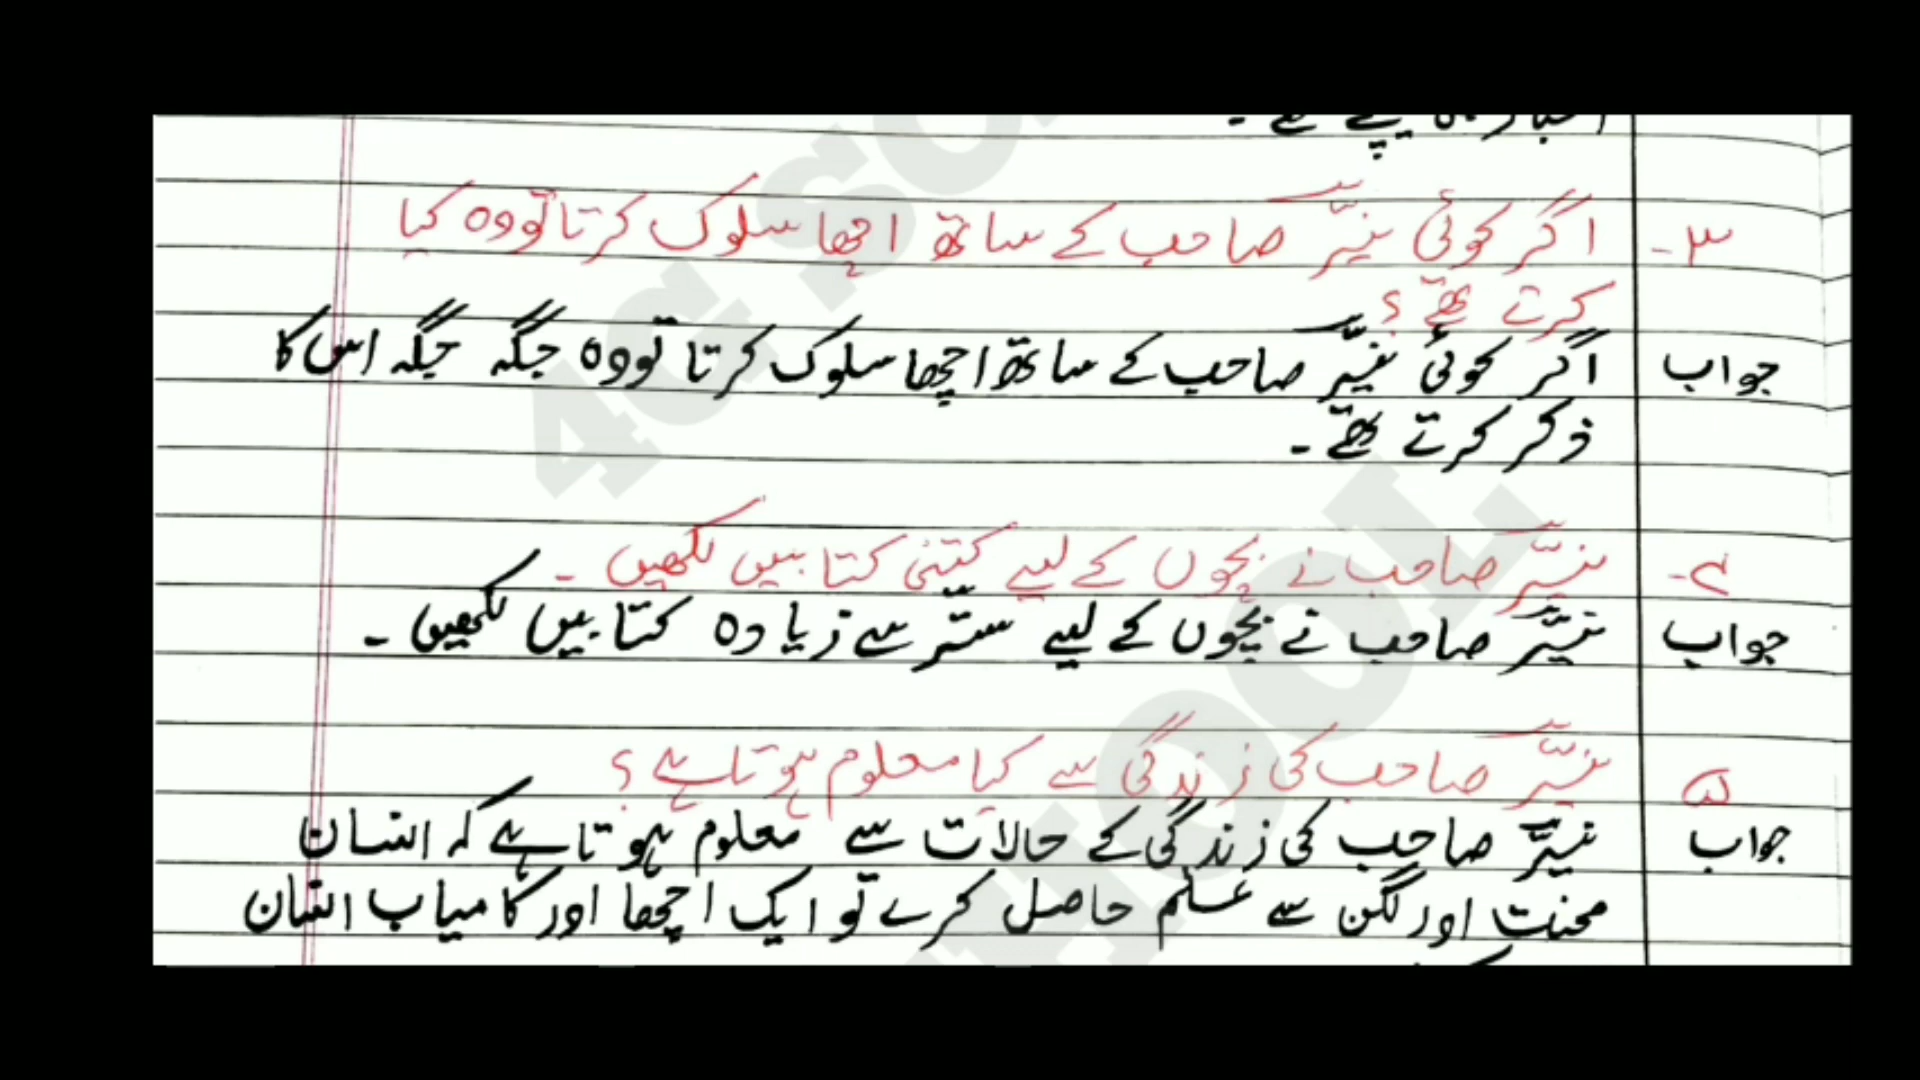 ۳۔ اگر کوئی نیّر صاحب کے ساتھ اچھا سلوک کرتا تو وہ کیا
کرتے تھے؟
جواب اگر کوئی نیّر صاحب کے ساتھ اچھا سلوک کرتا تو وہ جگہ جگہ اس کا
ذکر کرتے تھے۔
۴۔ نیّر صاحب نے بچوں کے لیے کتنی کتابیں لکھیں۔
جواب نیّر صاحب نے بچوں کے لیے ستّر سے زیادہ کتابیں لکھیں۔
۵ نیّر صاحب کی زندگی سے کیا معلوم ہوتا ہے؟
جواب نیّر صاحب کی زندگی کے حالات سے معلوم ہوتا ہے کہ انسان
محنت اور لگن سے علم حاصل کرے تو ایک اچھا اور کامیاب انسان
4G SC
HOOL